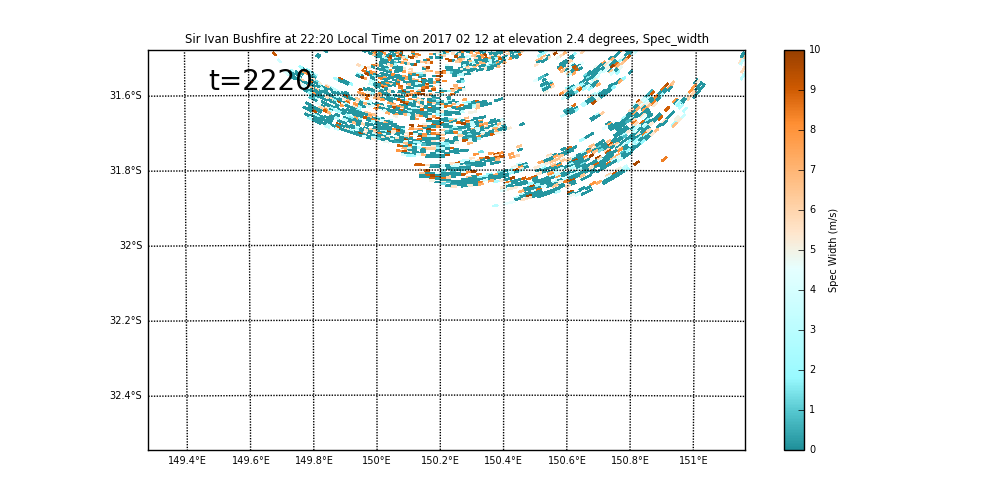 Sir Ivan Bushfire at 22:20 Local Time on 2017 02 12 at elevation 2.4 degrees, Spec_width
t=2220
31.6°S
31.8°S
32°S
32.2°S
32.4°S
149.4°E 149.6°E 149.8°E 150°E 150.2°E 150.4°E 150.6°E 150.8°E 151°E
10
9
8
7
6
5
4
3
2
1
0
Spec Width (m/s)